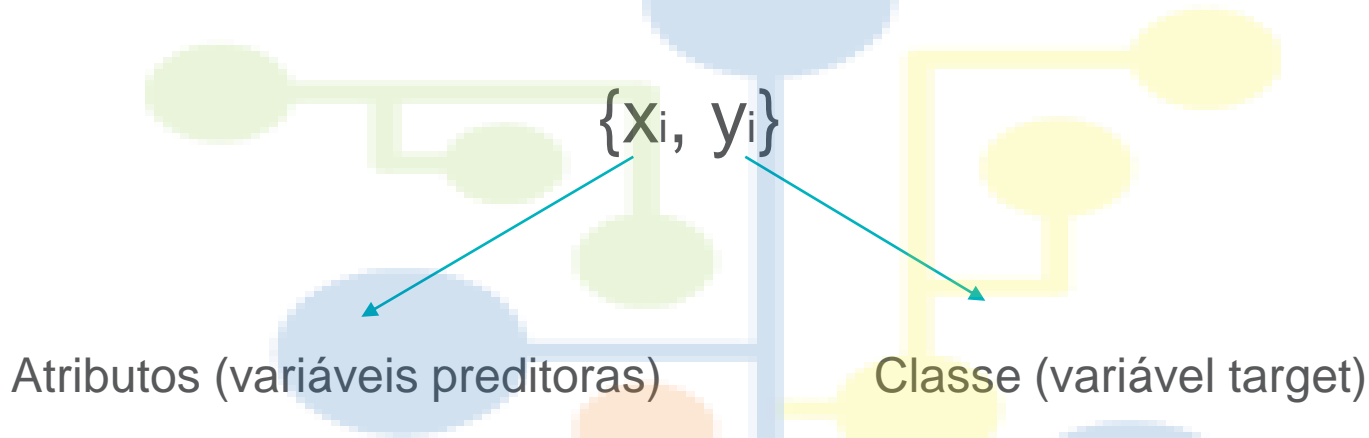 {xi, yi}
Atributos (variáveis preditoras)
Classe (variável target)